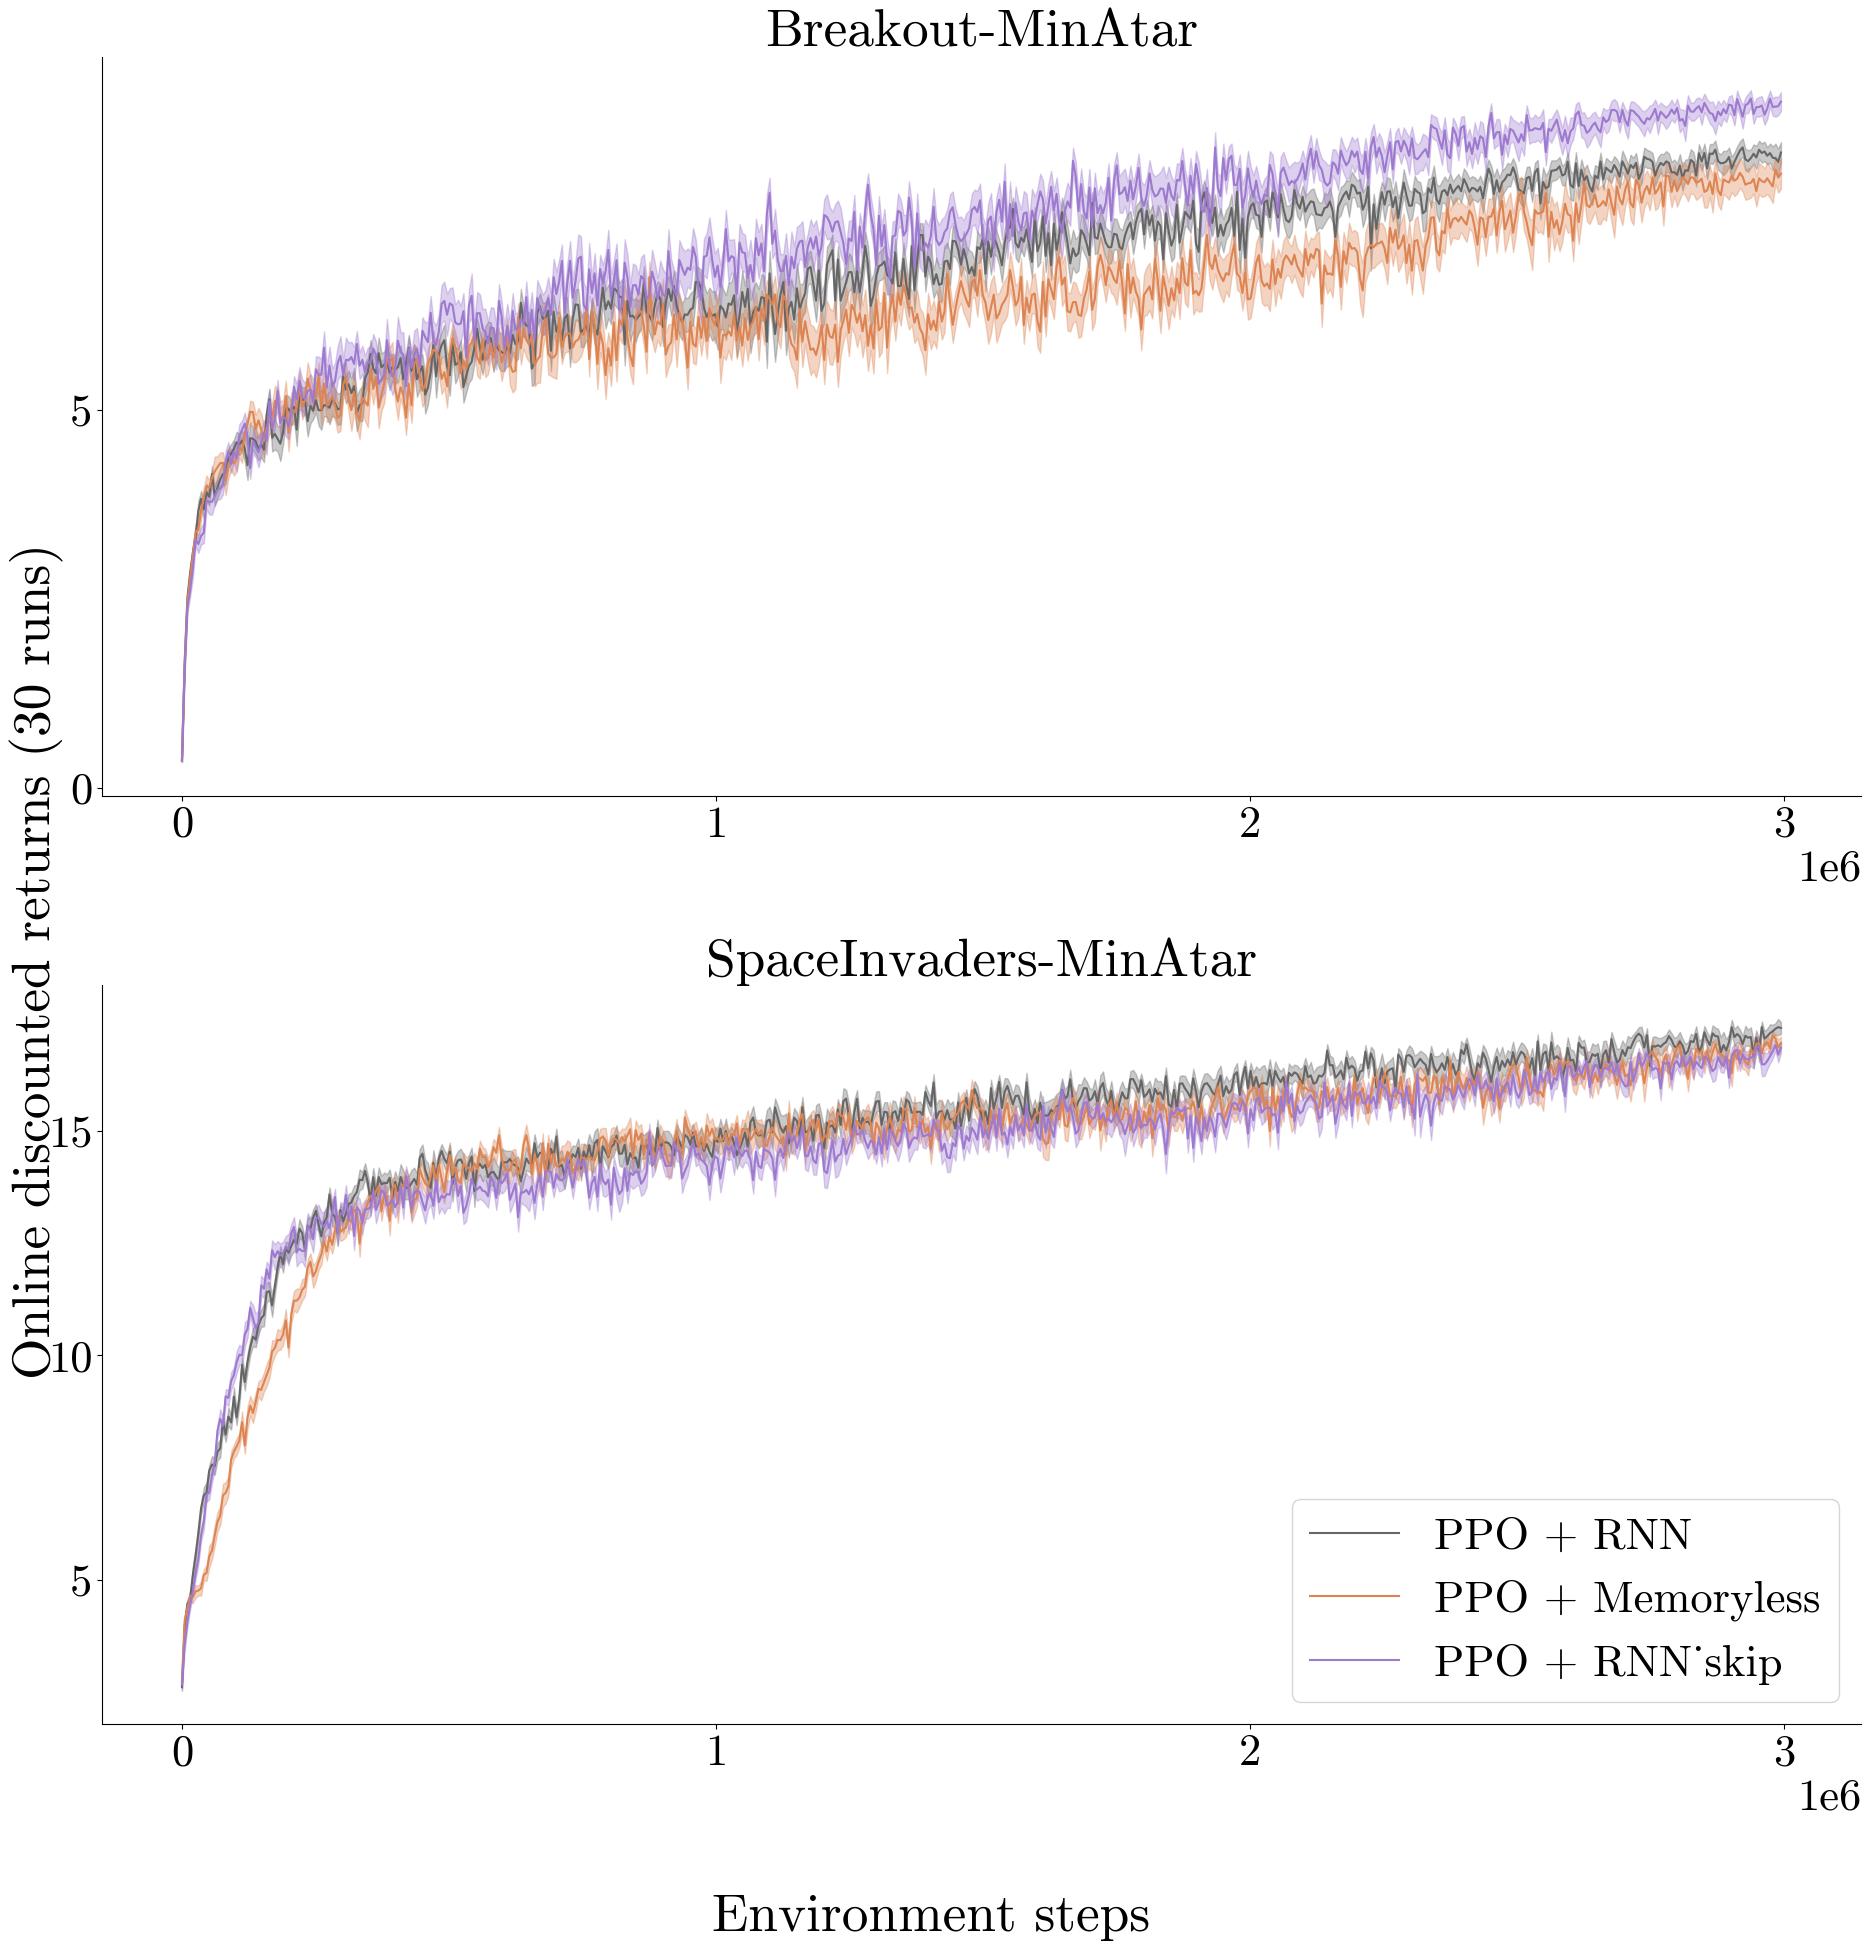 Breakout-MinAtar
5
0
0 1 2 3
1e6
Online discounted returns (30 runs)
SpaceInvaders-MinAtar
15
10
5
PPO + RNN
PPO + Memoryless
PPO + RNN˙skip
0 1 2 3
1e6
Environment steps